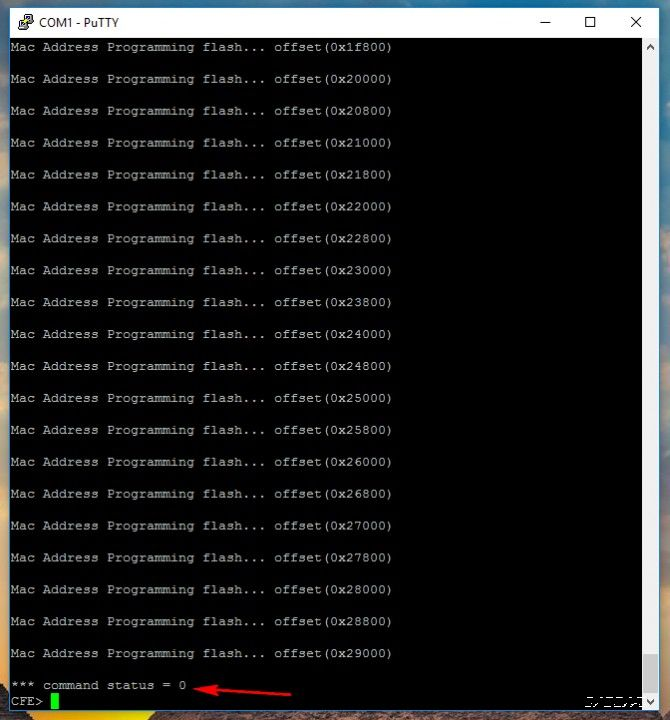 COM1 - PuTTY
Mac Address Programming flash... offset(0x1f800)
Mac Address Programming flash... offset(0x20000)
Mac Address Programming flash... offset(0x20800)
Mac Address Programming flash... offset(0x21000)
Mac Address Programming flash... offset(0x21800)
Mac Address Programming flash... offset(0x22000)
Mac Address Programming flash... offset(0x22800)
Mac Address Programming flash... offset(0x23000)
Mac Address Programming flash... offset(0x23800)
Mac Address Programming flash... offset(0x24000)
Mac Address Programming flash... offset(0x24800)
Mac Address Programming flash... offset(0x25000)
Mac Address Programming flash... offset(0x25800)
Mac Address Programming flash... offset(0x26000)
Mac Address Programming flash... offset(0x26800)
Mac Address Programming flash... offset(0x27000)
Mac Address Programming flash... offset(0x27800)
Mac Address Programming flash... offset(0x28000)
Mac Address Programming flash... offset(0x28800)
Mac Address Programming flash... offset(0x29000)
*** command status = 0
CFE>